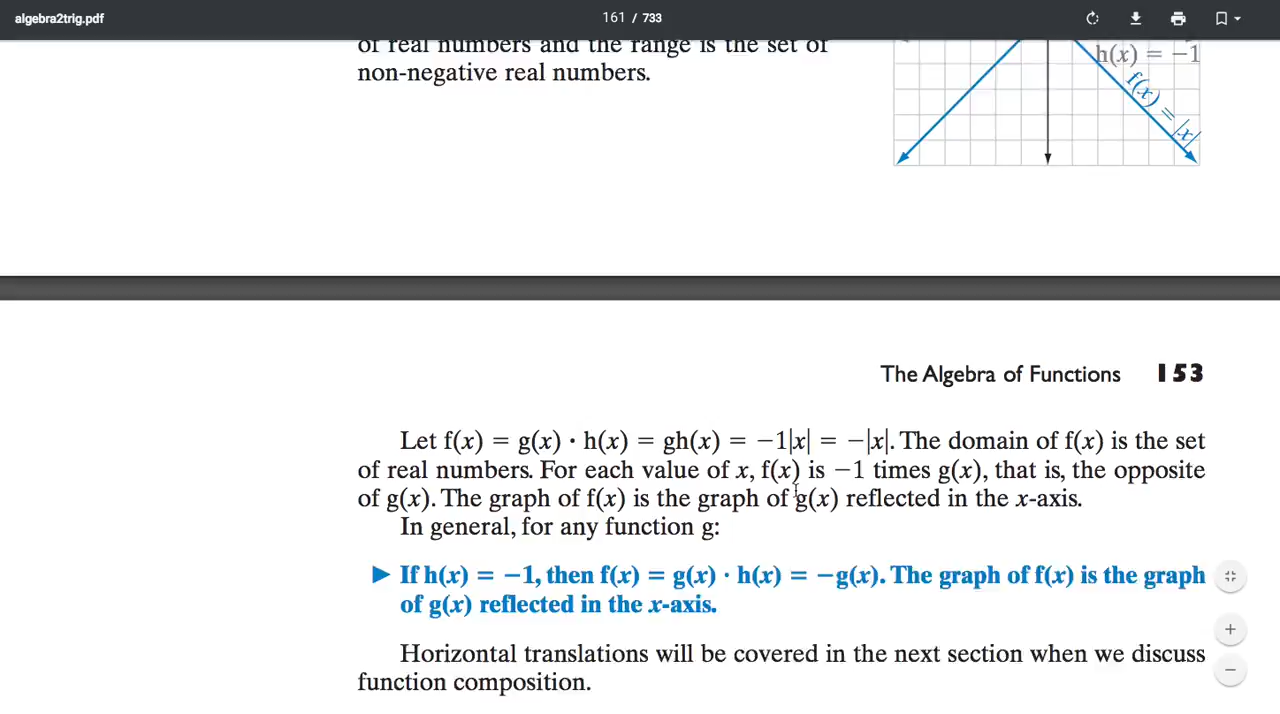 algebra2trig.pdf
161 / 733
of real numbers and the range is the set of
non-negative real numbers.
h(x) = −1
f(x) = |x|
The Algebra of Functions 153
Let f(x) = g(x) · h(x) = gh(x) = −1|x| = −|x|. The domain of f(x) is the set
of real numbers. For each value of x, f(x) is −1 times g(x), that is, the opposite
of g(x). The graph of f(x) is the graph of g(x) reflected in the x-axis.
In general, for any function g:
▶ If h(x) = −1, then f(x) = g(x) · h(x) = −g(x). The graph of f(x) is the graph
of g(x) reflected in the x-axis.
Horizontal translations will be covered in the next section when we discuss
function composition.